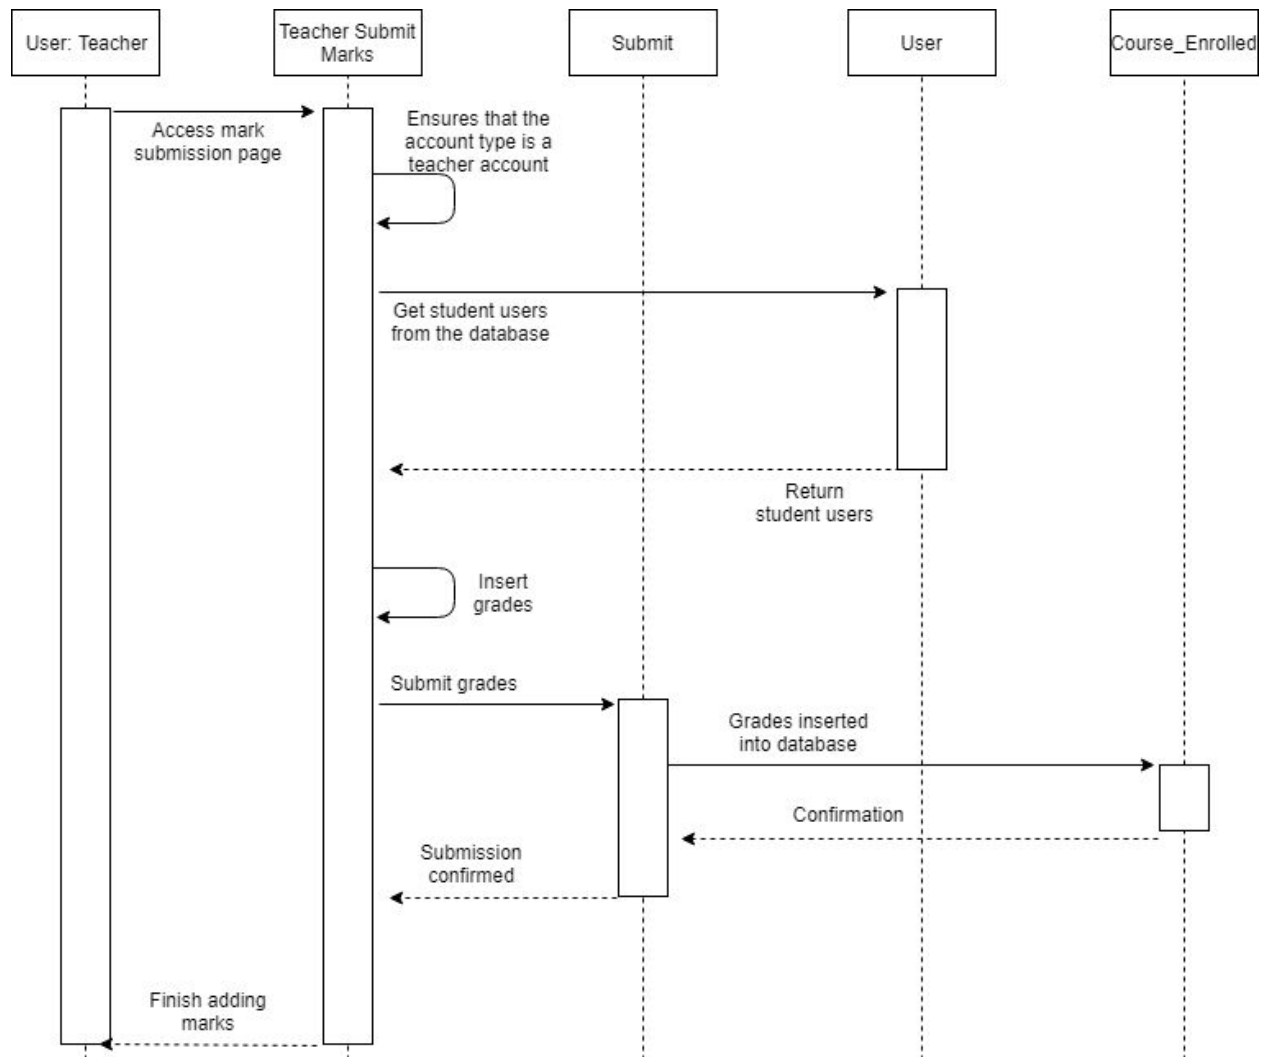 User: Teacher
Teacher Submit
Marks
Submit
User
Course_Enrolled
Access mark
submission page
Ensures that the
account type is a
teacher account
Get student users
from the database
Return
student users
Insert
grades
Submit grades
Grades inserted
into database
Confirmation
Submission
confirmed
Finish adding
marks